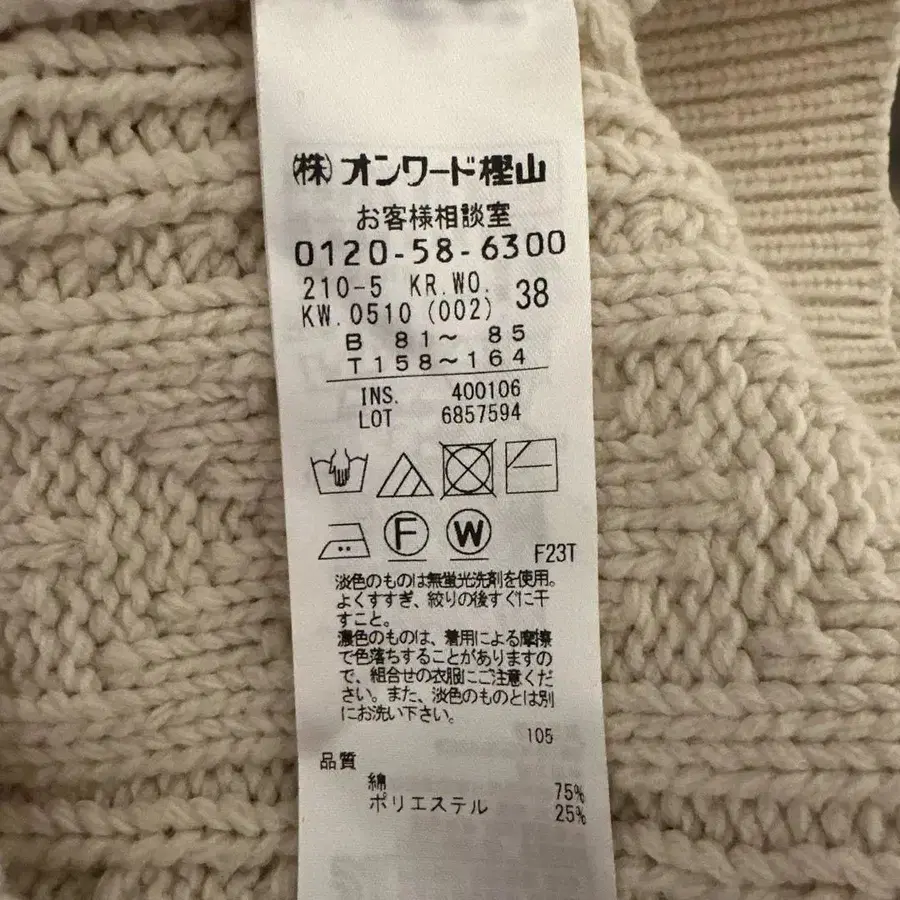 ㈱オンワード樫山
お客様相談室
0120-58-6300
210-5 KR.WO. 38
KW.0510 (002)
B 81～ 85
T158～164
INS. 400106
LOT 6857594
F W F23T
淡色のものは無蛍光洗剤を使用。
よくすすぎ、絞りの後すぐに干
すこと。
濃色のものは、着用による摩擦
で色落ちすることがありますの
で、組合せの衣服にご注意くだ
さい。また、淡色のものとは別
にお洗い下さい。
105
品質
綿 75%
ポリエステル 25%